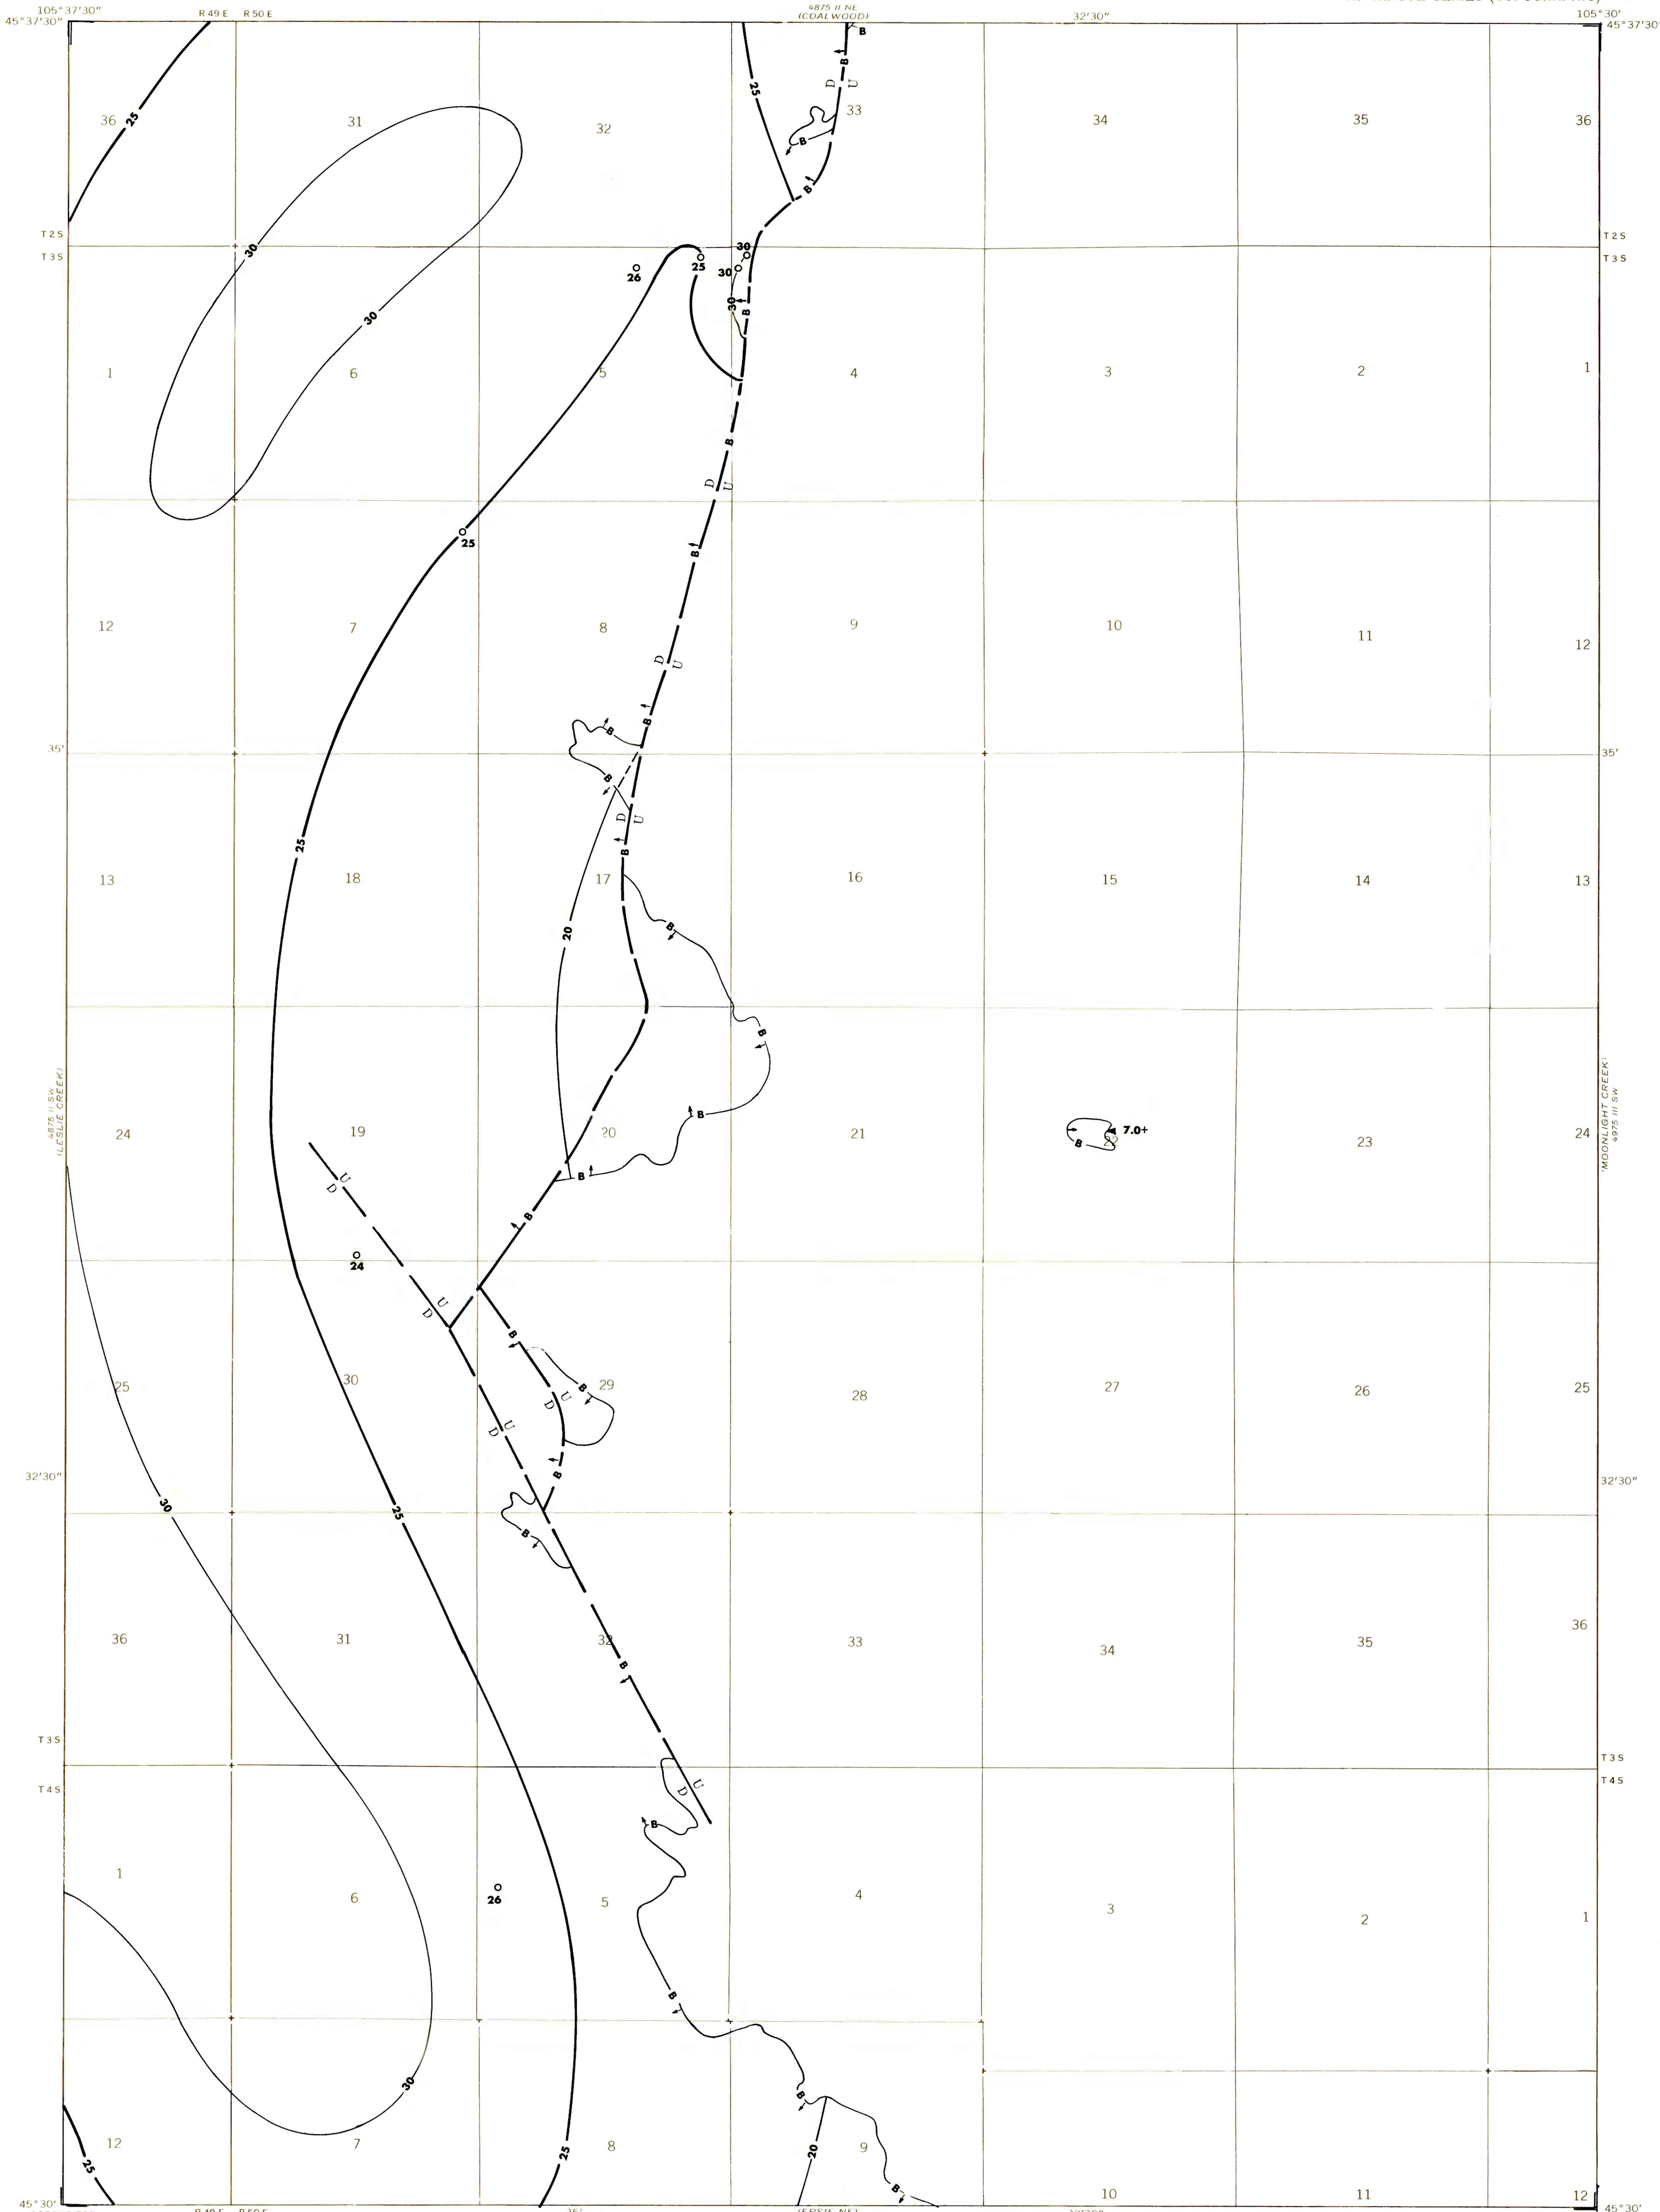 105°37'30"
R 49 E R 50 E
4875 II NE
(COALWOOD)
32'30"
105°30'
45°37'30"
45°37'30"
B
B
D U
25
36 25 31 32 33 34 35 36
B
B
T 2 S
T 3 S
T 2 S
T 3 S
30 30
26 25 30
30 B
30
1 6 5 4 3 2 1
B
D U
25
B
12 7 8 9 10 11 12
D U
B B
35'
35'
B
D U
25 B
13 18 17 16 15 14 13
B
20
B
4875 II SW
(LESLIE CREEK)
(MOONLIGHT CREEK)
4975 III SW
B
24 19 20 21 22 23 24
7.0+
B
U D
B
B
24
U D
B
25 30 29 28 27 26 25
B
U D
U D
B
32'30"
32'30"
30 25
B
36 31 32 33 34 35 36
B
T 3 S
T 4 S
T 3 S
T 4 S
U D
B
1 6 26 5 4 3 2 1
B
30
B
12 7 8 9
25 25 20
B
10 11 12
45°30'
45°30'